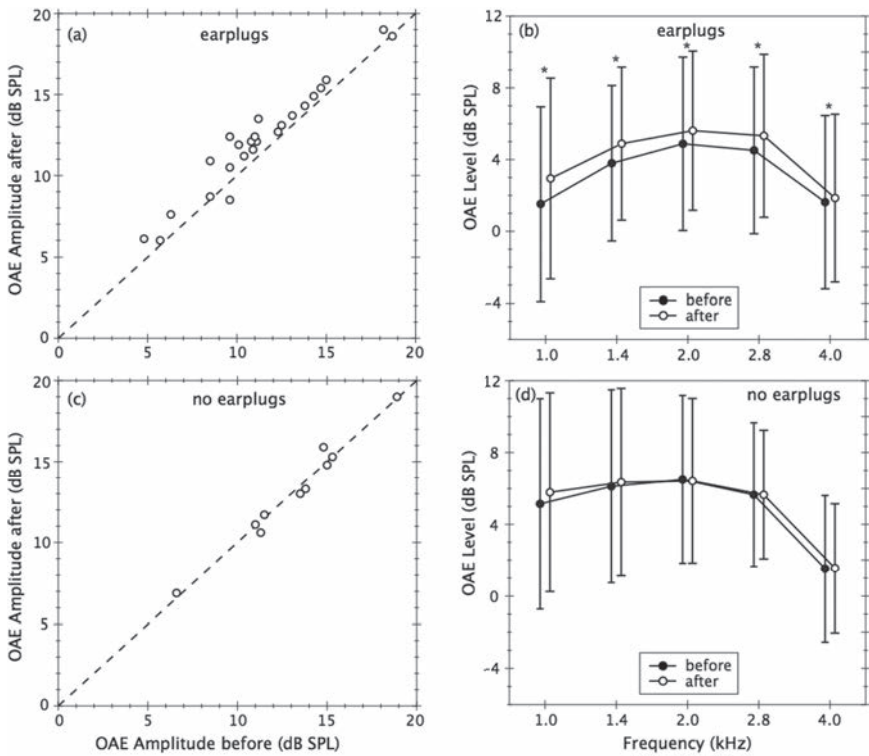 (a)
earplugs
OAE Amplitude after (dB SPL)
20
15
10
5
0
0 5 10 15 20
(b)
earplugs
* * * * *
OAE Level (dB SPL)
12
8
4
0
-4
before
after
1.0 1.4 2.0 2.8 4.0
(c)
no earplugs
OAE Amplitude after (dB SPL)
20
15
10
5
0
0 5 10 15 20
OAE Amplitude before (dB SPL)
(d)
no earplugs
OAE Level (dB SPL)
12
8
4
0
-4
before
after
1.0 1.4 2.0 2.8 4.0
Frequency (kHz)